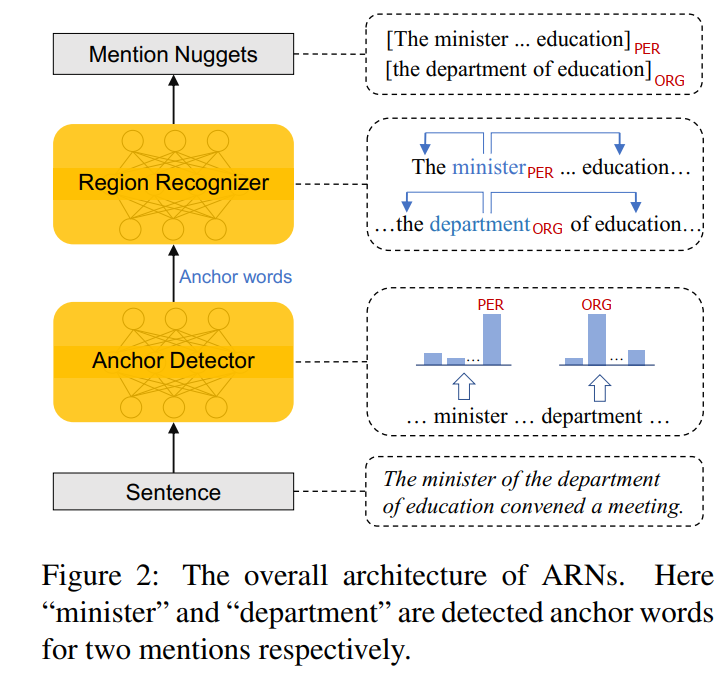 Mention Nuggets
[The minister ... education] PER
[the department of education] ORG
Region Recognizer
The minister PER ... education…
…the department ORG of education…
Anchor words
PER
ORG
...
...
Anchor Detector
… minister … department …
Sentence
The minister of the department
of education convened a meeting.
Figure 2: The overall architecture of ARNs. Here
“minister” and “department” are detected anchor words
for two mentions respectively.